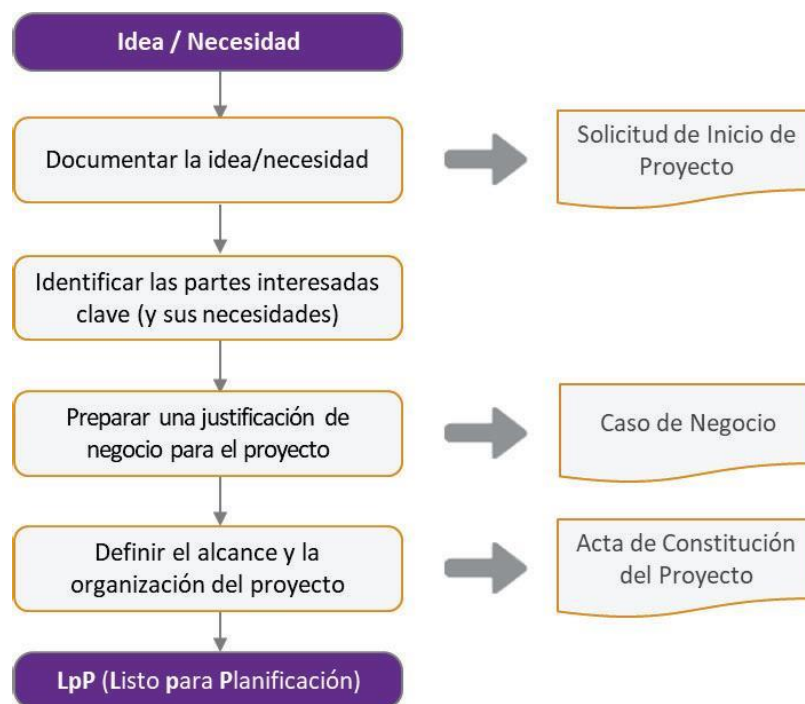 Idea / Necesidad
Documentar la idea/necesidad
Solicitud de Inicio de
Proyecto
Identificar las partes interesadas
clave (y sus necesidades)
Preparar una justificación de
negocio para el proyecto
Caso de Negocio
Definir el alcance y la
organización del proyecto
Acta de Constitución
del Proyecto
LpP (Listo para Planificación)